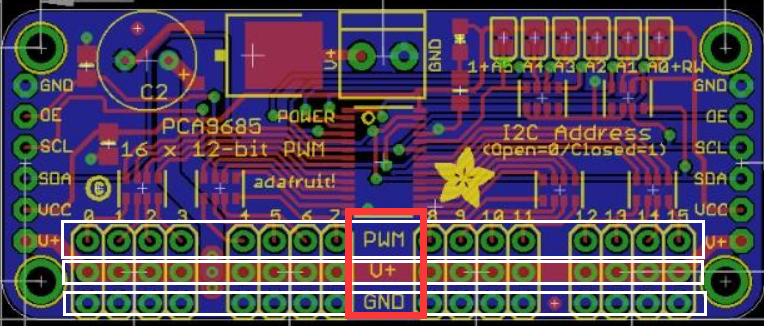 V+
GND
1+A5 A4 A3 A2 A1 A0+RW
GND
GND
C2
OE
PCA9685
POWER
I2C Address
OE
SCL
16 x 12-bit PWM
(Open=0/Closed=1)
SCL
SDA
adafruit!
SDA
VCC
VCC
0 1 2 3 4 5 6 7 8 9 10 11 12 13 14 15
V+
PWM
V+
V+
GND